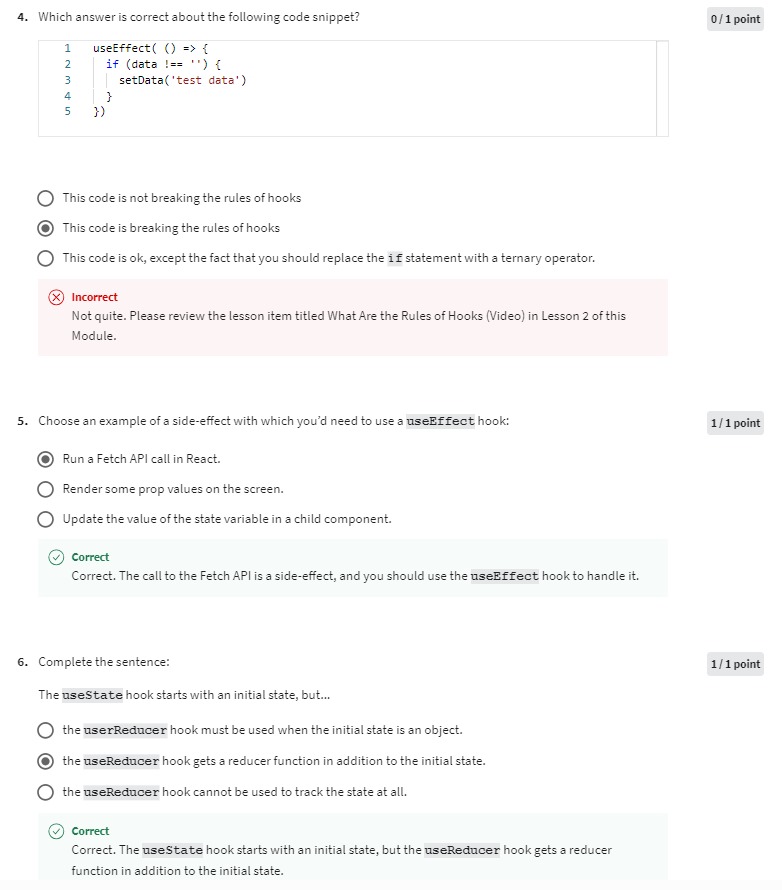 4. Which answer is correct about the following code snippet?
0 / 1 point
1 useEffect( () => {
2 if (data !== '') {
3 setData('test data')
4 }
5 })
This code is not breaking the rules of hooks
This code is breaking the rules of hooks
This code is ok, except the fact that you should replace the if statement with a ternary operator.
Incorrect
Not quite. Please review the lesson item titled What Are the Rules of Hooks (Video) in Lesson 2 of this
Module.
5. Choose an example of a side-effect with which you'd need to use a useEffect hook:
1 / 1 point
Run a Fetch API call in React.
Render some prop values on the screen.
Update the value of the state variable in a child component.
Correct
Correct. The call to the Fetch API is a side-effect, and you should use the useEffect hook to handle it.
6. Complete the sentence:
1 / 1 point
The useState hook starts with an initial state, but...
the userReducer hook must be used when the initial state is an object.
the useReducer hook gets a reducer function in addition to the initial state.
the useReducer hook cannot be used to track the state at all.
Correct
Correct. The useState hook starts with an initial state, but the useReducer hook gets a reducer
function in addition to the initial state.